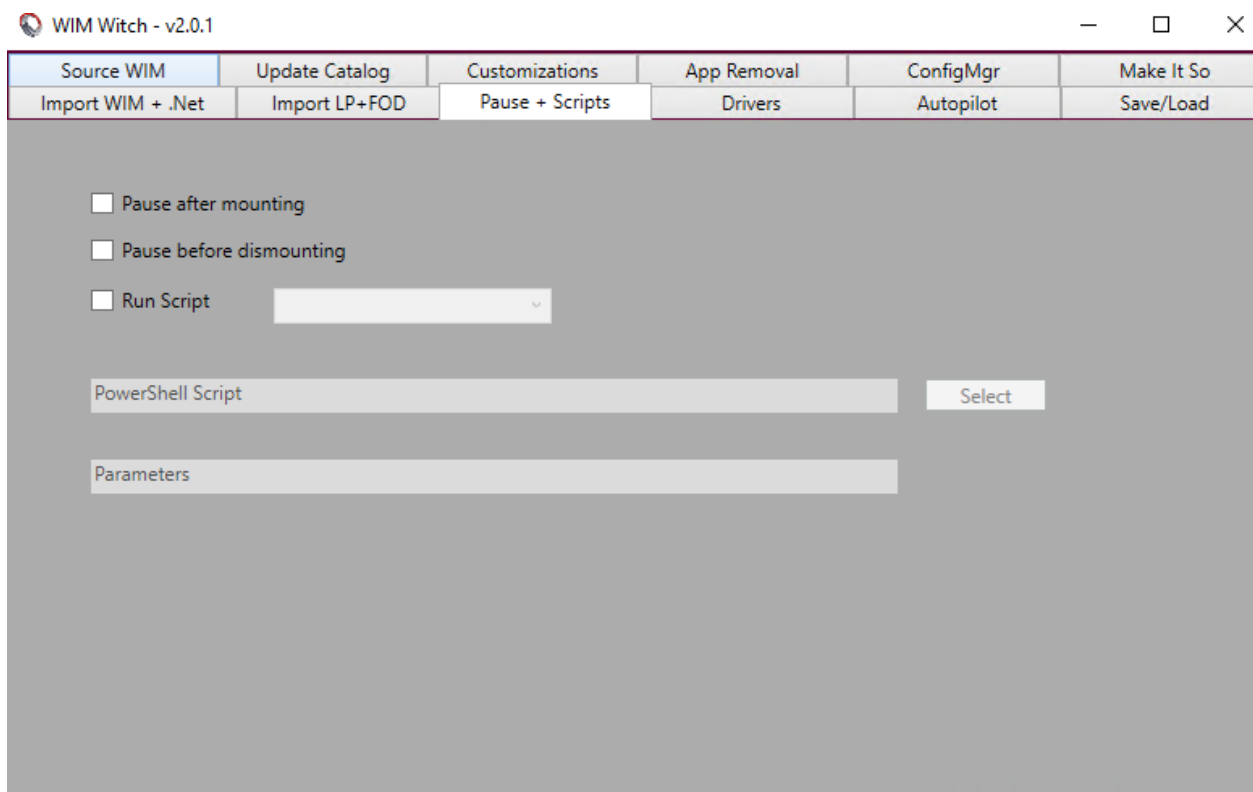 WIM Witch - v2.0.1
Source WIM Update Catalog Customizations App Removal ConfigMgr Make It So
Import WIM + .Net Import LP+FOD Pause + Scripts Drivers Autopilot Save/Load
Pause after mounting
Pause before dismounting
Run Script
PowerShell Script Select
Parameters